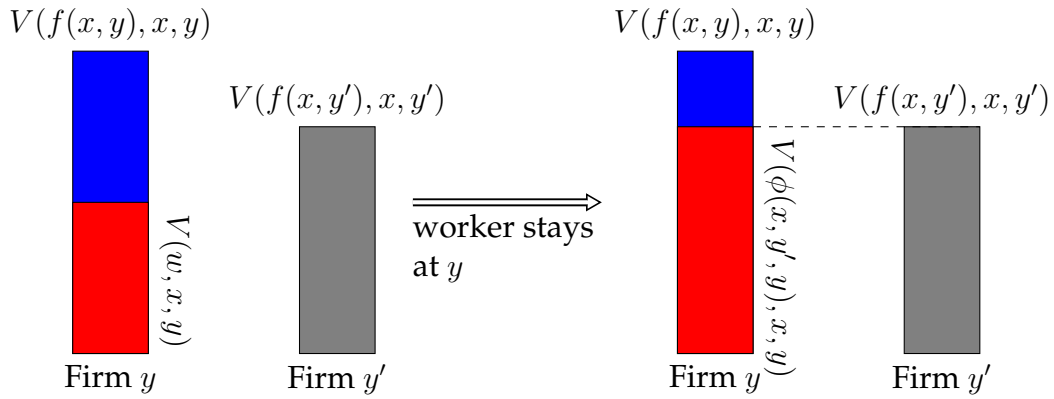 V(f(x, y), x, y)
V(f(x, y′), x, y′)
V(w, x, y)
Firm y
Firm y′
worker stays
at y
V(f(x, y), x, y)
V(f(x, y′), x, y′)
V(ϕ(x, y′, y), x, y)
Firm y
Firm y′